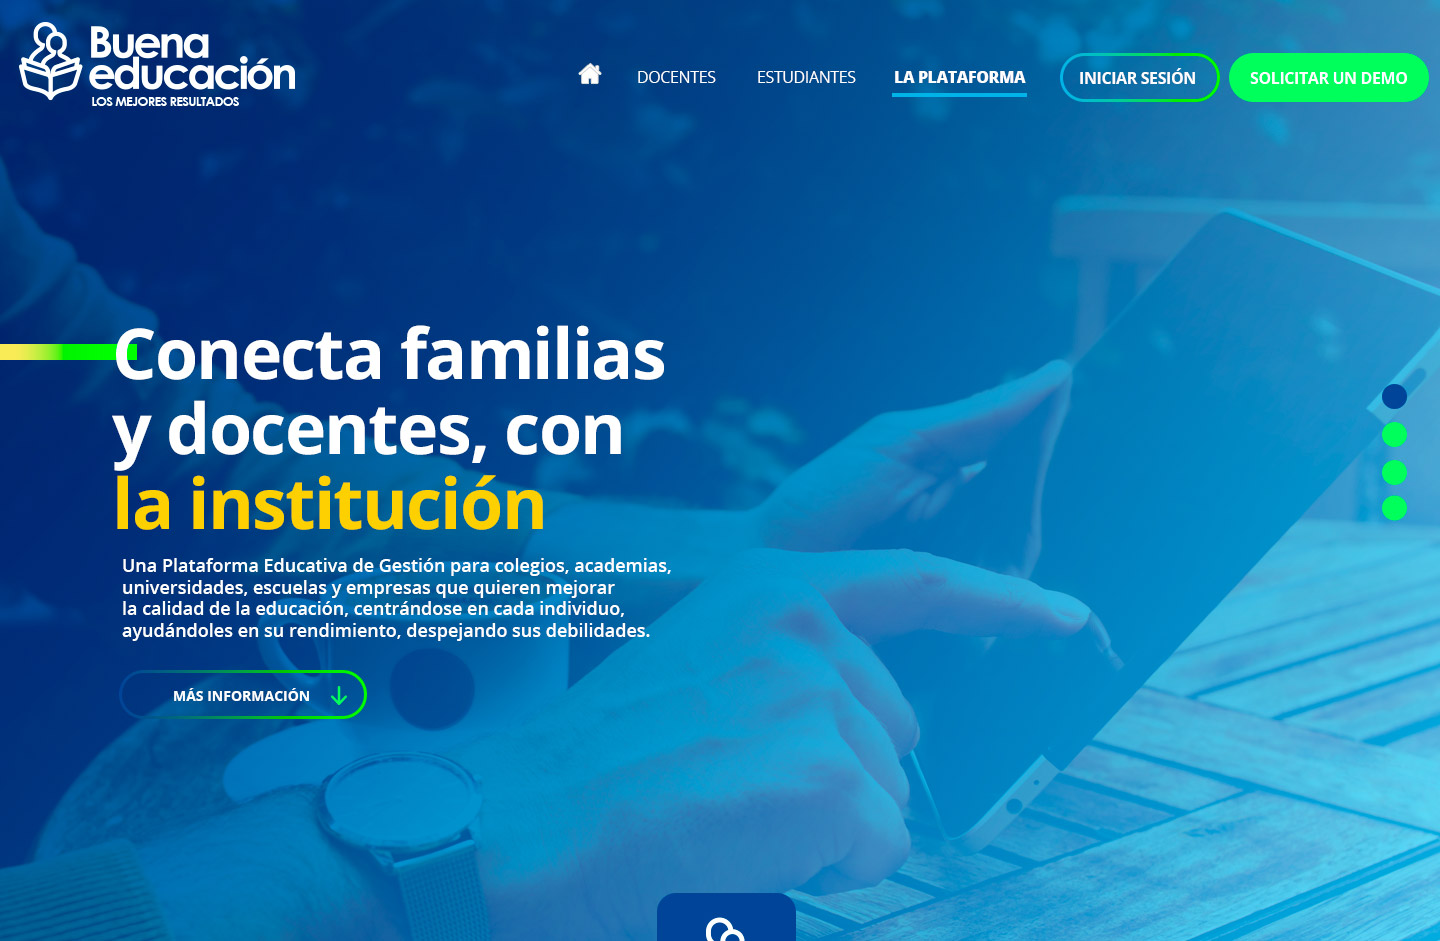 Buena
educación
LOS MEJORES RESULTADOS
DOCENTES
ESTUDIANTES
LA PLATAFORMA
INICIAR SESIÓN
SOLICITAR UN DEMO
Conecta familias
y docentes, con
la institución
Una Plataforma Educativa de Gestión para colegios, academias,
universidades, escuelas y empresas que quieren mejorar
la calidad de la educación, centrándose en cada individuo,
ayudándoles en su rendimiento, despejando sus debilidades.
MÁS INFORMACIÓN